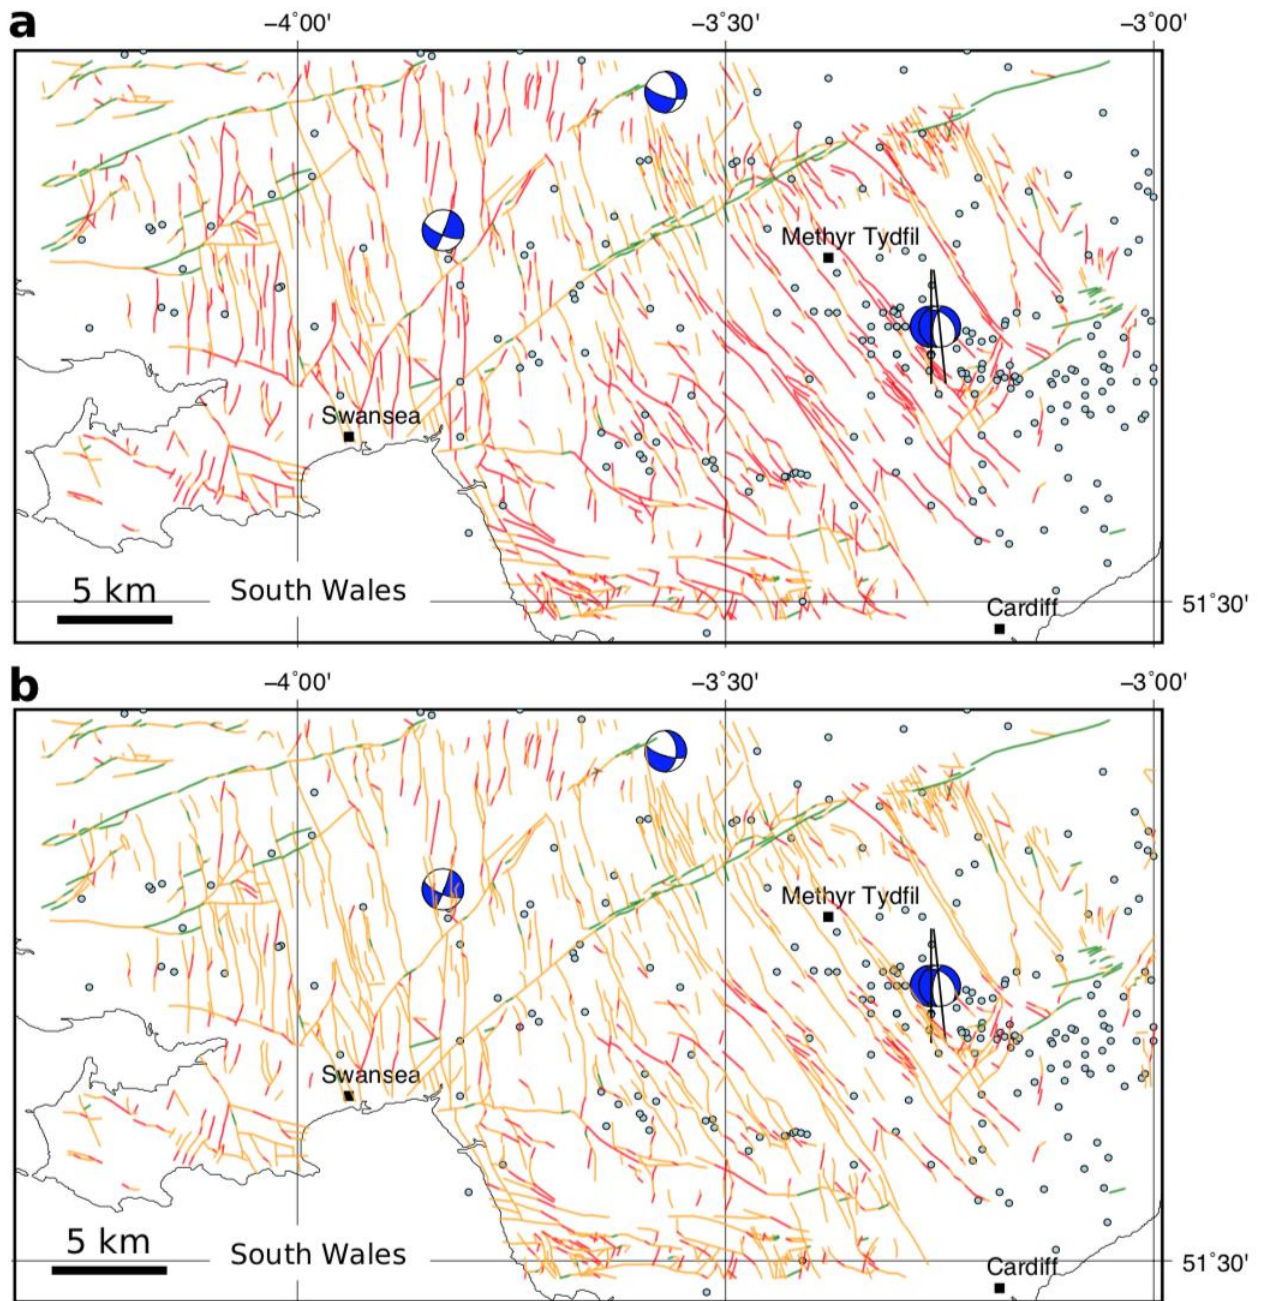 a
−4˚00'
−3˚30'
−3˚00'
Methyr Tydfil
Swansea
5 km
South Wales
Cardiff
51˚30'
b
−4˚00'
−3˚30'
−3˚00'
Methyr Tydfil
Swansea
5 km
South Wales
Cardiff
51˚30'